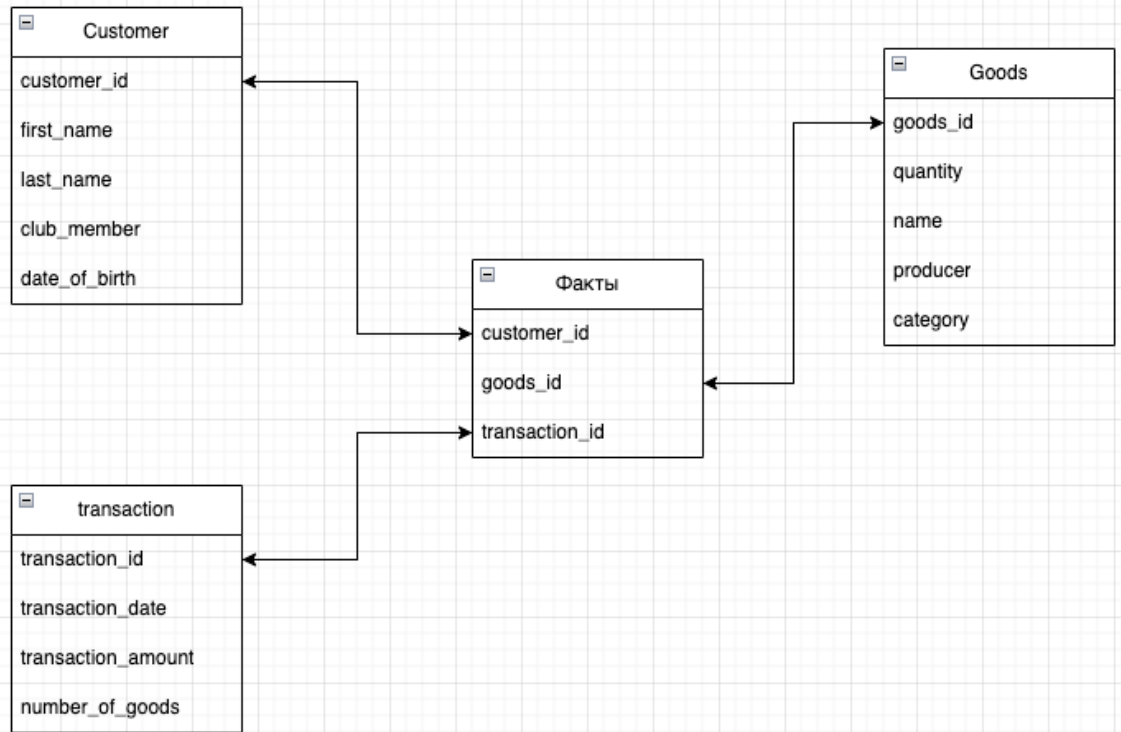 Customer
customer_id
first_name
last_name
club_member
date_of_birth
Goods
goods_id
quantity
name
producer
category
Факты
customer_id
goods_id
transaction_id
transaction
transaction_id
transaction_date
transaction_amount
number_of_goods